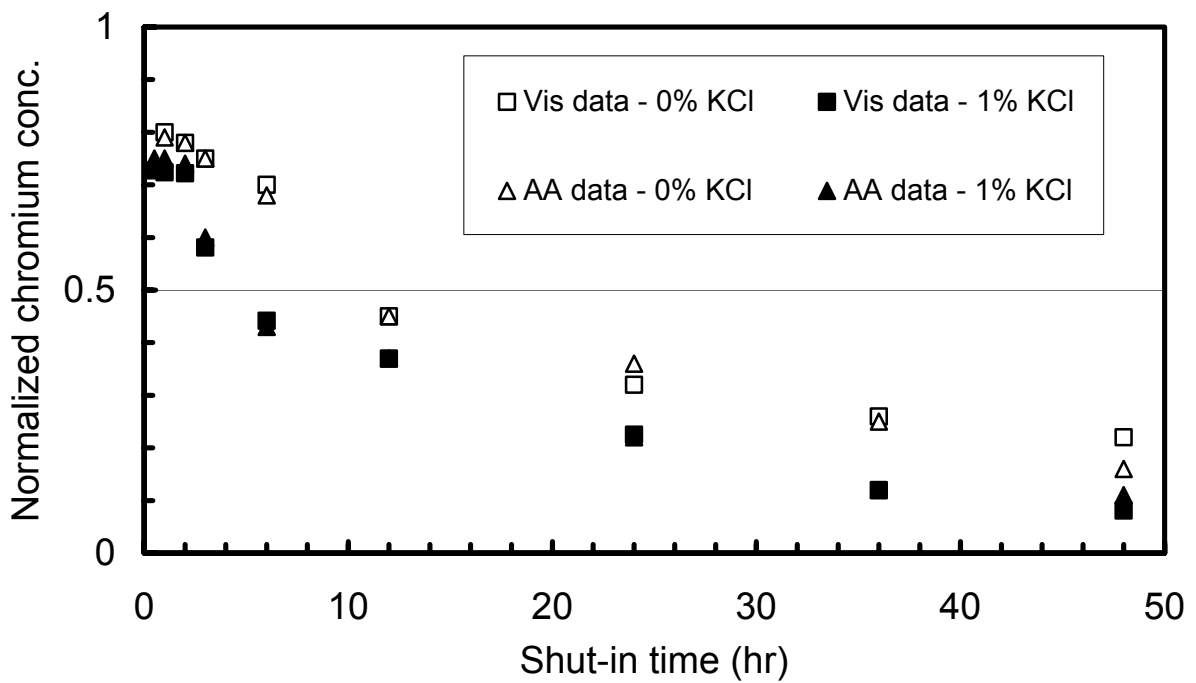 Normalized chromium conc.
1
0.5
0
Vis data - 0% KCl
Vis data - 1% KCl
AA data - 0% KCl
AA data - 1% KCl
0 10 20 30 40 50
Shut-in time (hr)